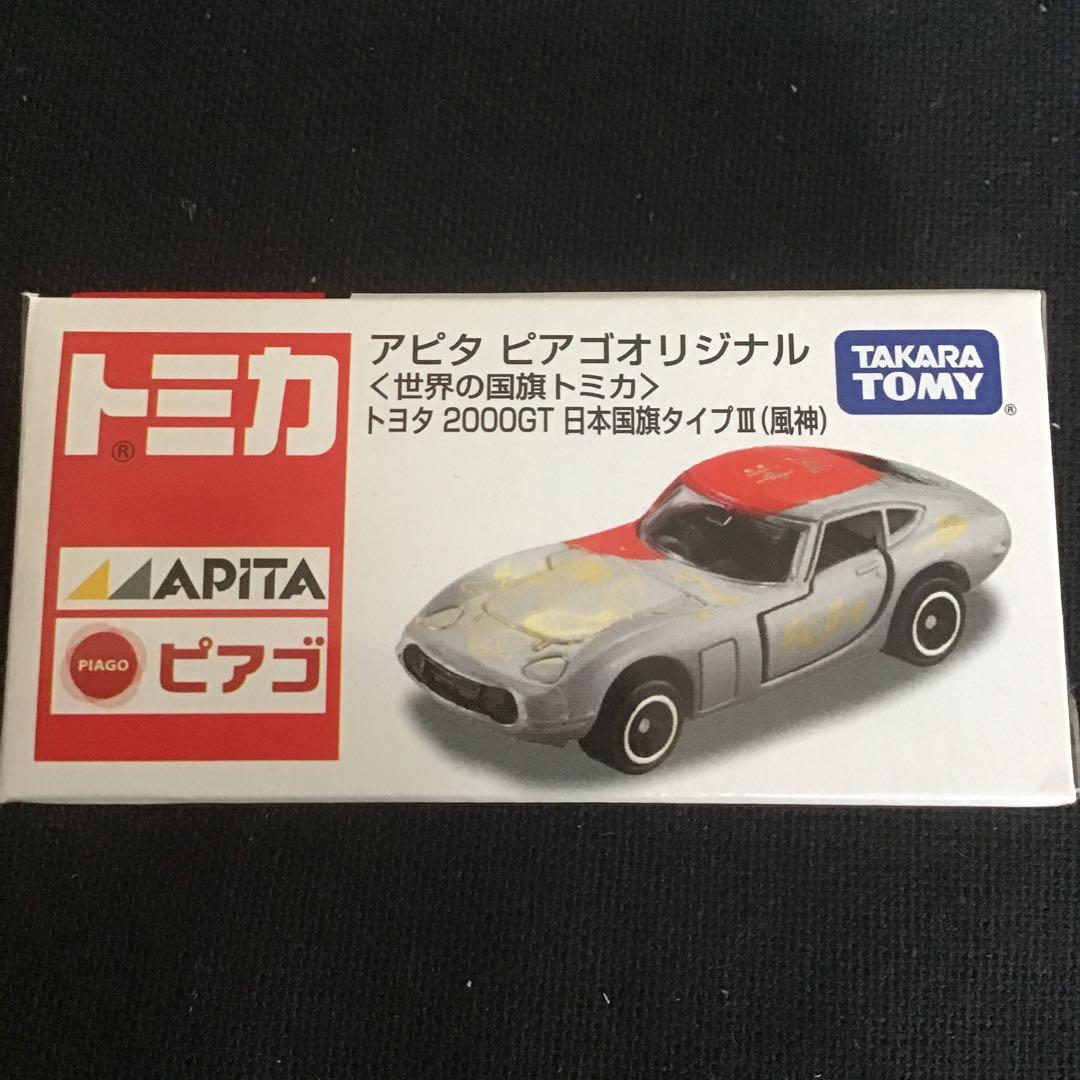 トミカ
®
APiTA
PIAGO
ピアゴ
アピタ ピアゴオリジナル
<世界の国旗トミカ>
トヨタ 2000GT 日本国旗タイプⅢ(風神)
TAKARA
TOMY
®